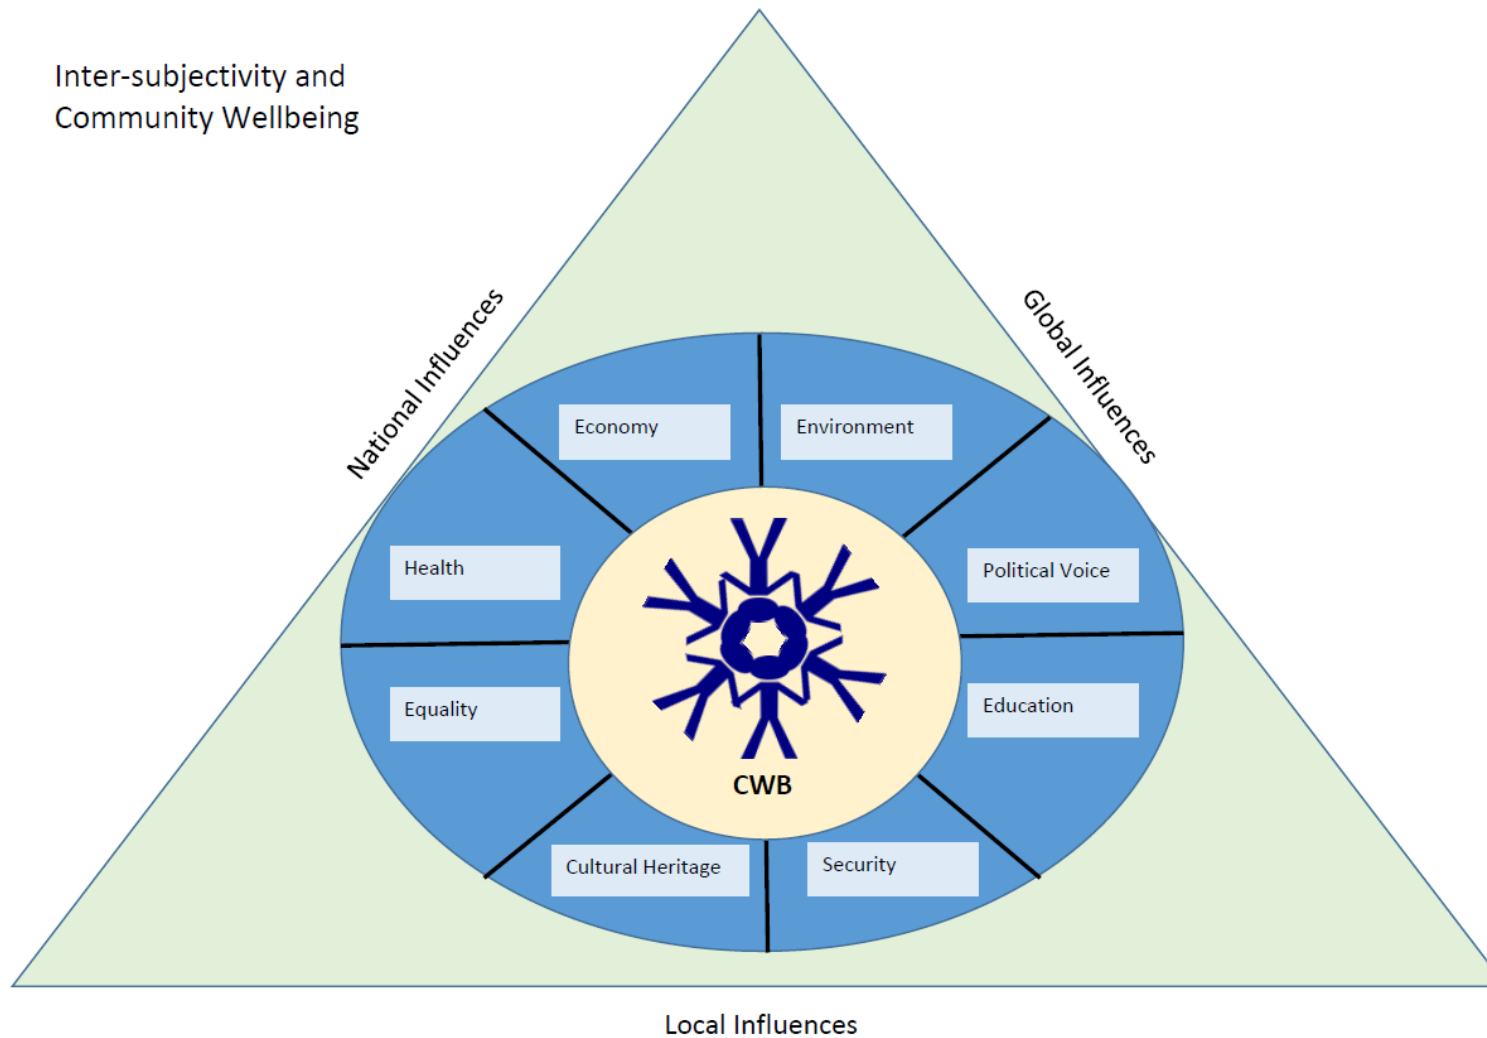 Inter-subjectivity and
Community Wellbeing
National Influences
Global Influences
Economy
Environment
Health
Political Voice
Equality
Education
CWB
Cultural Heritage
Security
Local Influences